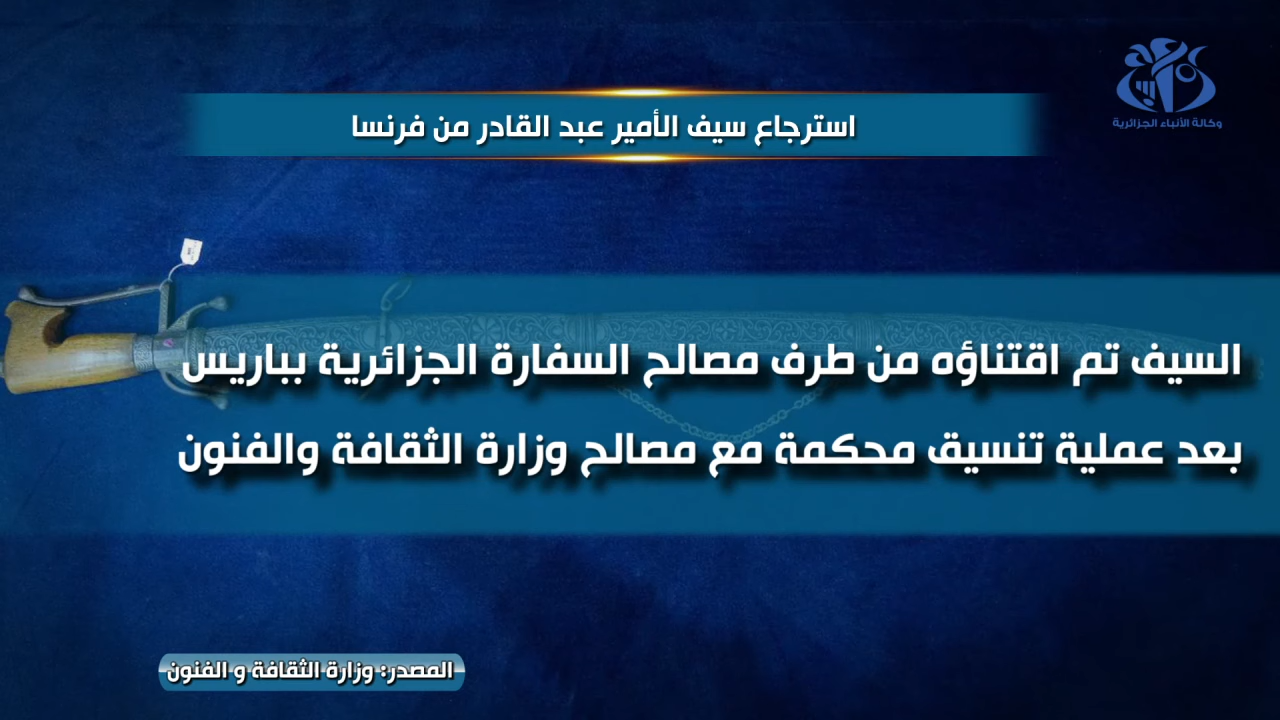 وكالة الأنباء الجزائرية
استرجاع سيف الأمير عبد القادر من فرنسا
السيف تم اقتناؤه من طرف مصالح السفارة الجزائرية بباريس
بعد عملية تنسيق محكمة مع مصالح وزارة الثقافة والفنون
المصدر: وزارة الثقافة و الفنون